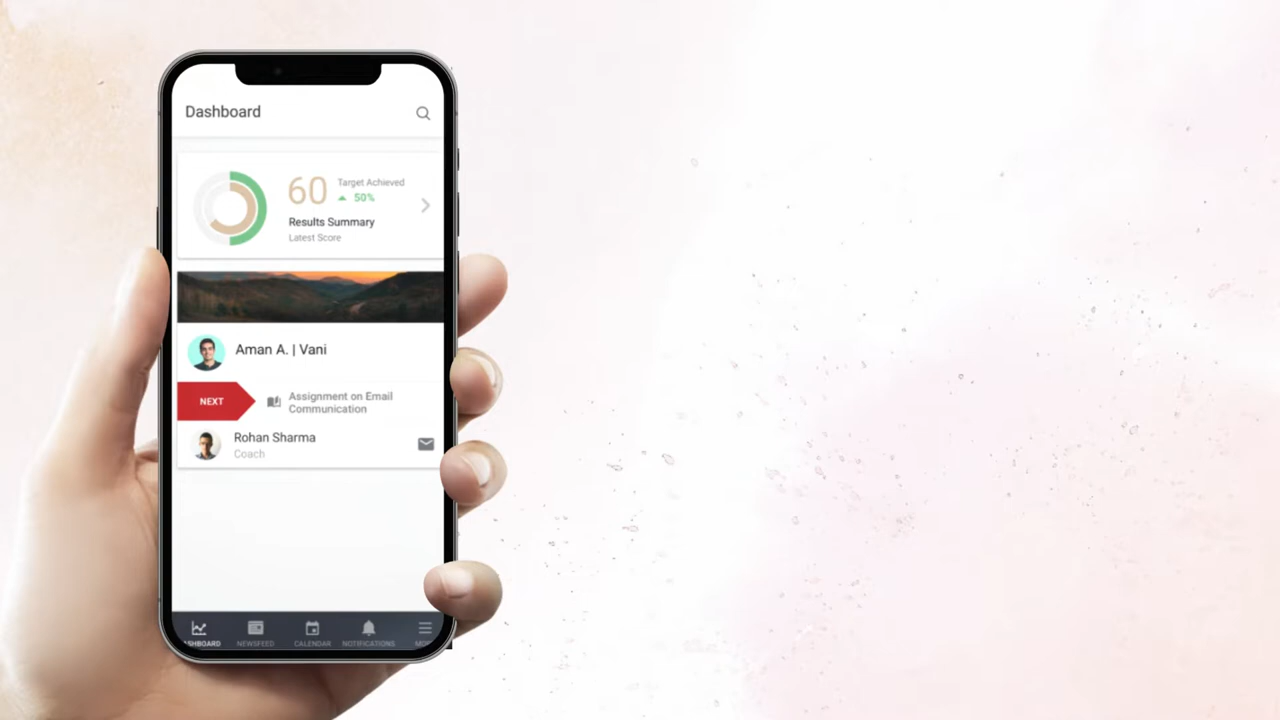 Dashboard
60
Target Achieved
50%
Results Summary
Latest Score
Aman A. | Vani
NEXT
Assignment on Email
Communication
Rohan Sharma
Coach
SHBOARD NEWSFEED CALENDAR NOTIFICATIONS